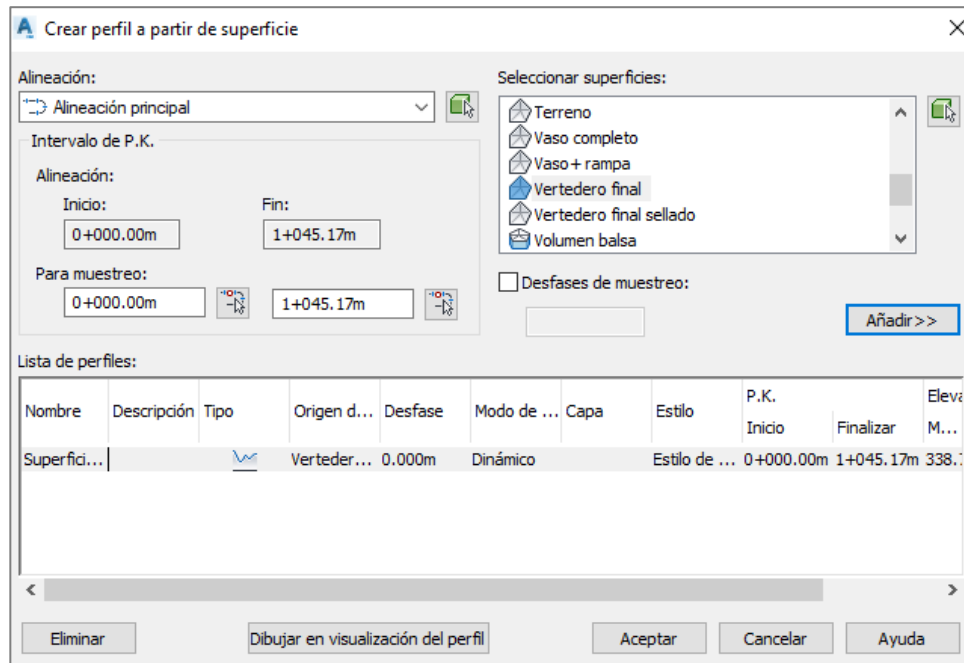 Crear perfil a partir de superficie
Alineación:
Alineación principal
Intervalo de P.K.
Alineación:
Inicio:
Fin:
0+000.00m
1+045.17m
Para muestreo:
0+000.00m
1+045.17m
Seleccionar superficies:
Terreno
Vaso completo
Vaso+ rampa
Vertedero final
Vertedero final sellado
Volumen balsa
Desfases de muestreo:
Añadir>>
Lista de perfiles:
Nombre Descripción Tipo Origen d... Desfase Modo de ... Capa Estilo P.K. Eleva
Inicio Finalizar M...
Superfici... Verteder... 0.000m Dinámico Estilo de ... 0+000.00m 1+045.17m 338.
Eliminar Dibujar en visualización del perfil Aceptar Cancelar Ayuda